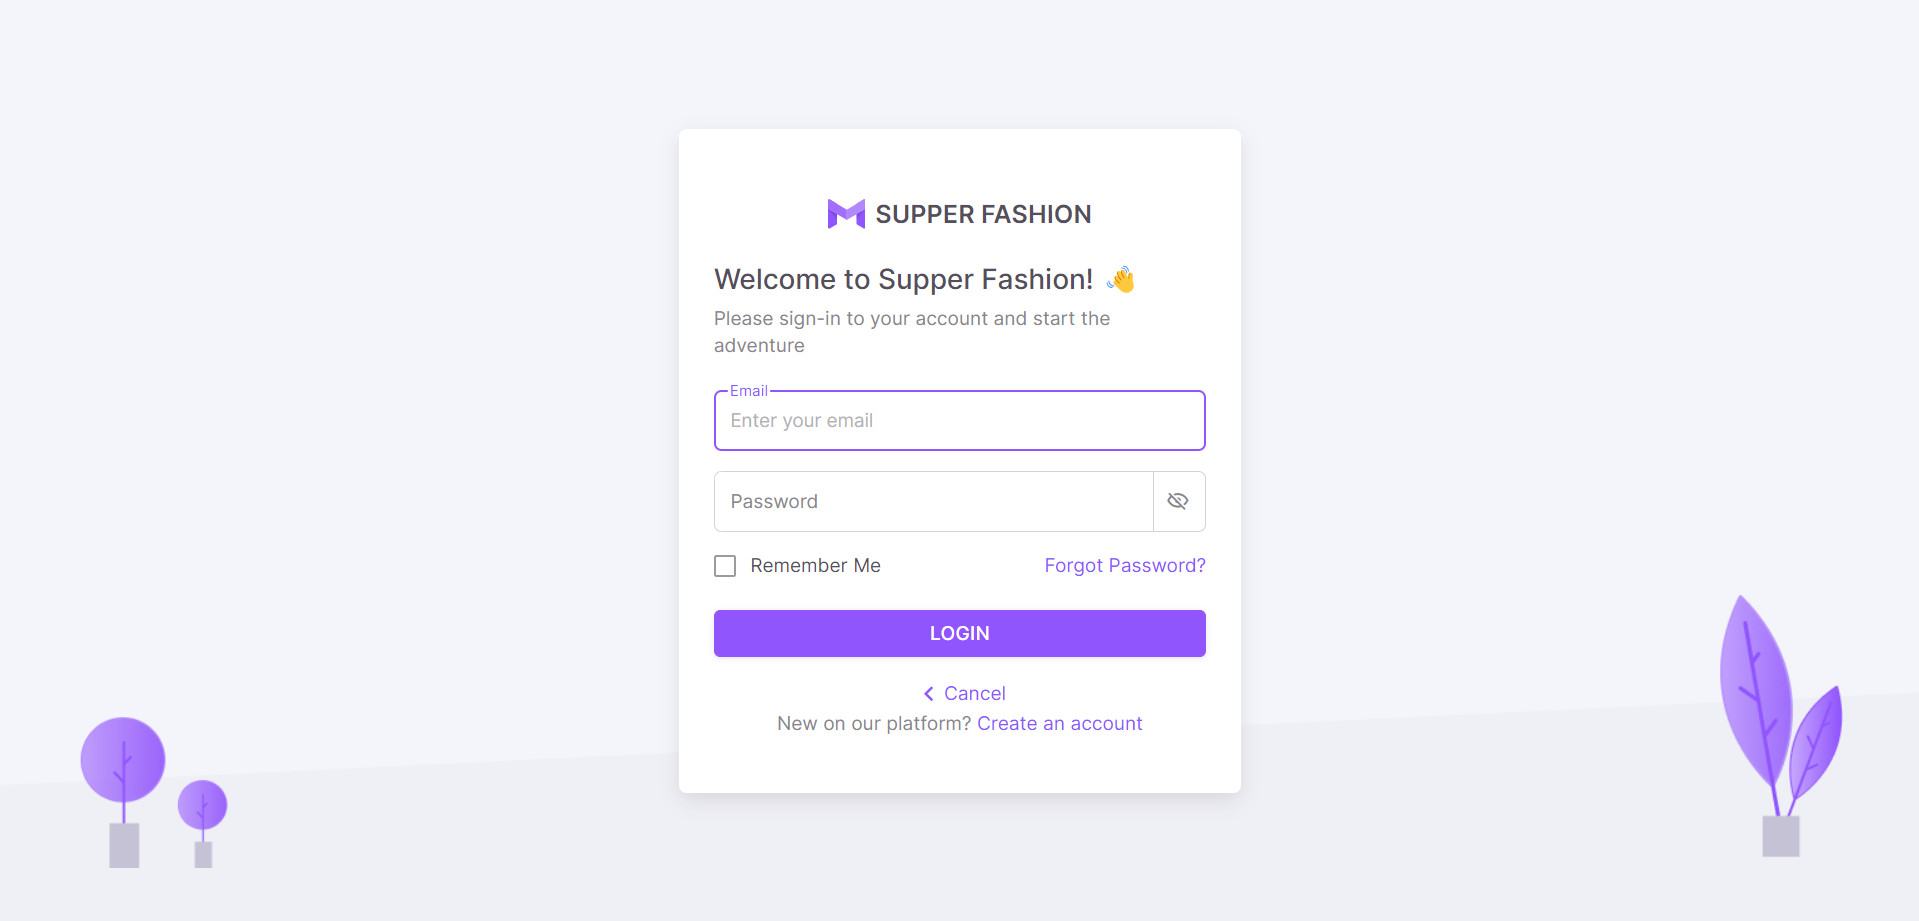 SUPPER FASHION
Welcome to Supper Fashion! 👋
Please sign-in to your account and start the
adventure
Email
Enter your email
Password
Remember Me
Forgot Password?
LOGIN
Cancel
New on our platform? Create an account